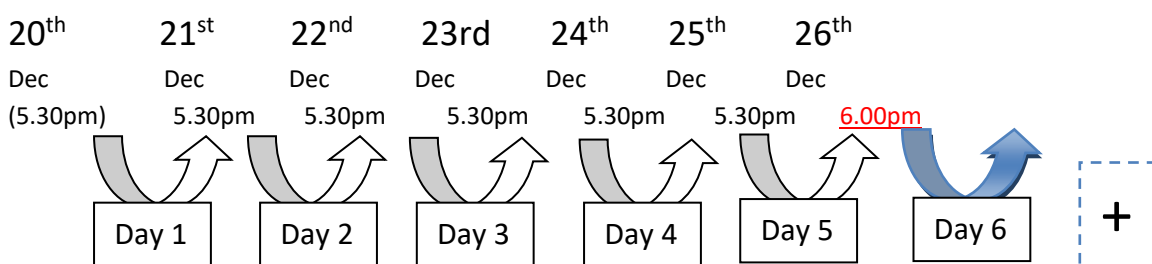 20th 21st 22nd 23rd 24th 25th 26th
Dec Dec Dec Dec Dec Dec Dec
(5.30pm) 5.30pm 5.30pm 5.30pm 5.30pm 5.30pm 6.00pm
Day 1 Day 2 Day 3 Day 4 Day 5 Day 6 +